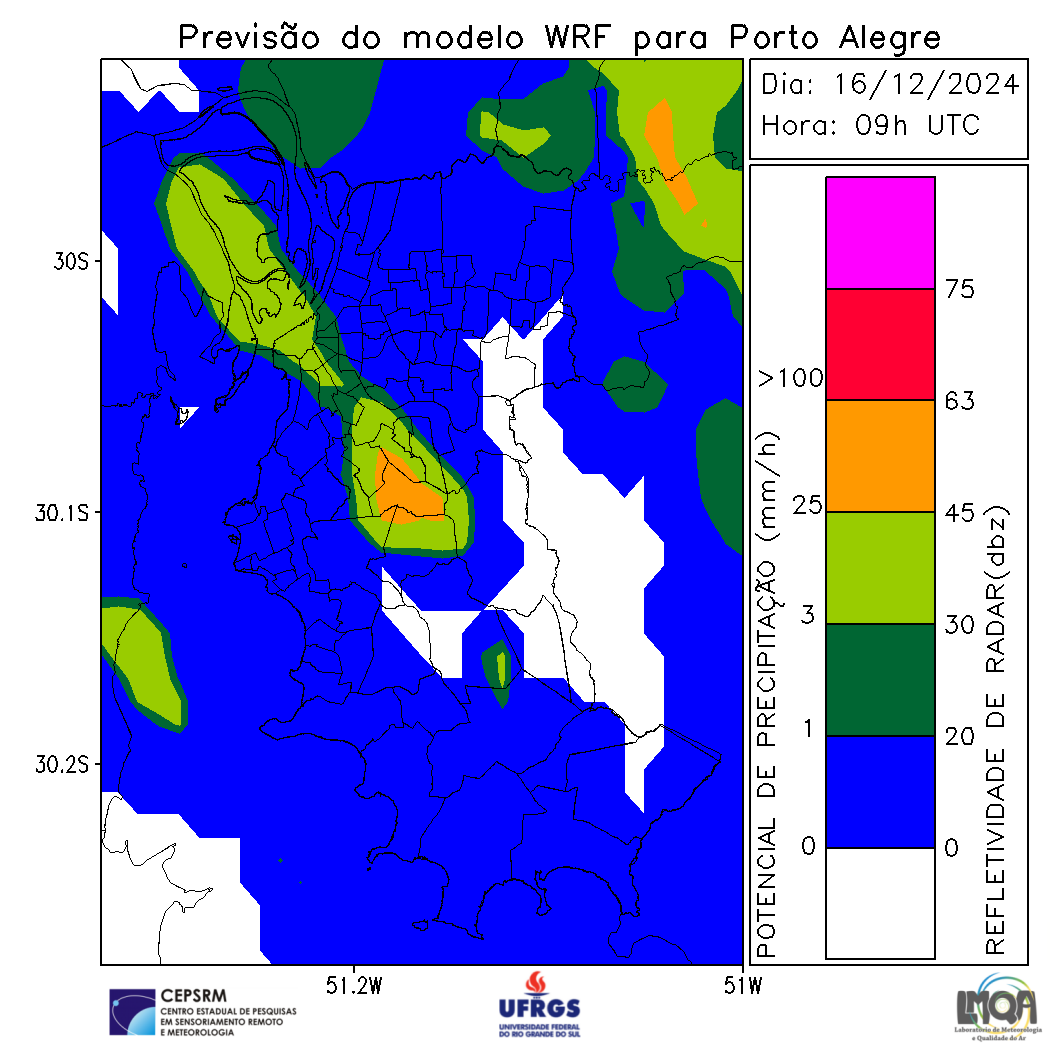 Previsão do modelo WRF para Porto Alegre
Dia: 16/12/2024
Hora: 09h UTC
30S
30.1S
30.2S
51.2W
51W
POTENCIAL DE PRECIPITAÇÃO (mm/h)
>100
25
3
1
0
75
63
45
30
20
0
REFLETIVIDADE DE RADAR(dbz)
CEPSRM
CENTRO ESTADUAL DE PESQUISAS
EM SENSORIAMENTO REMOTO
E METEOROLOGIA
UFRGS
UNIVERSIDADE FEDERAL
DO RIO GRANDE DO SUL
LMQA
Laboratório de Meteorologia
e Qualidade do Ar